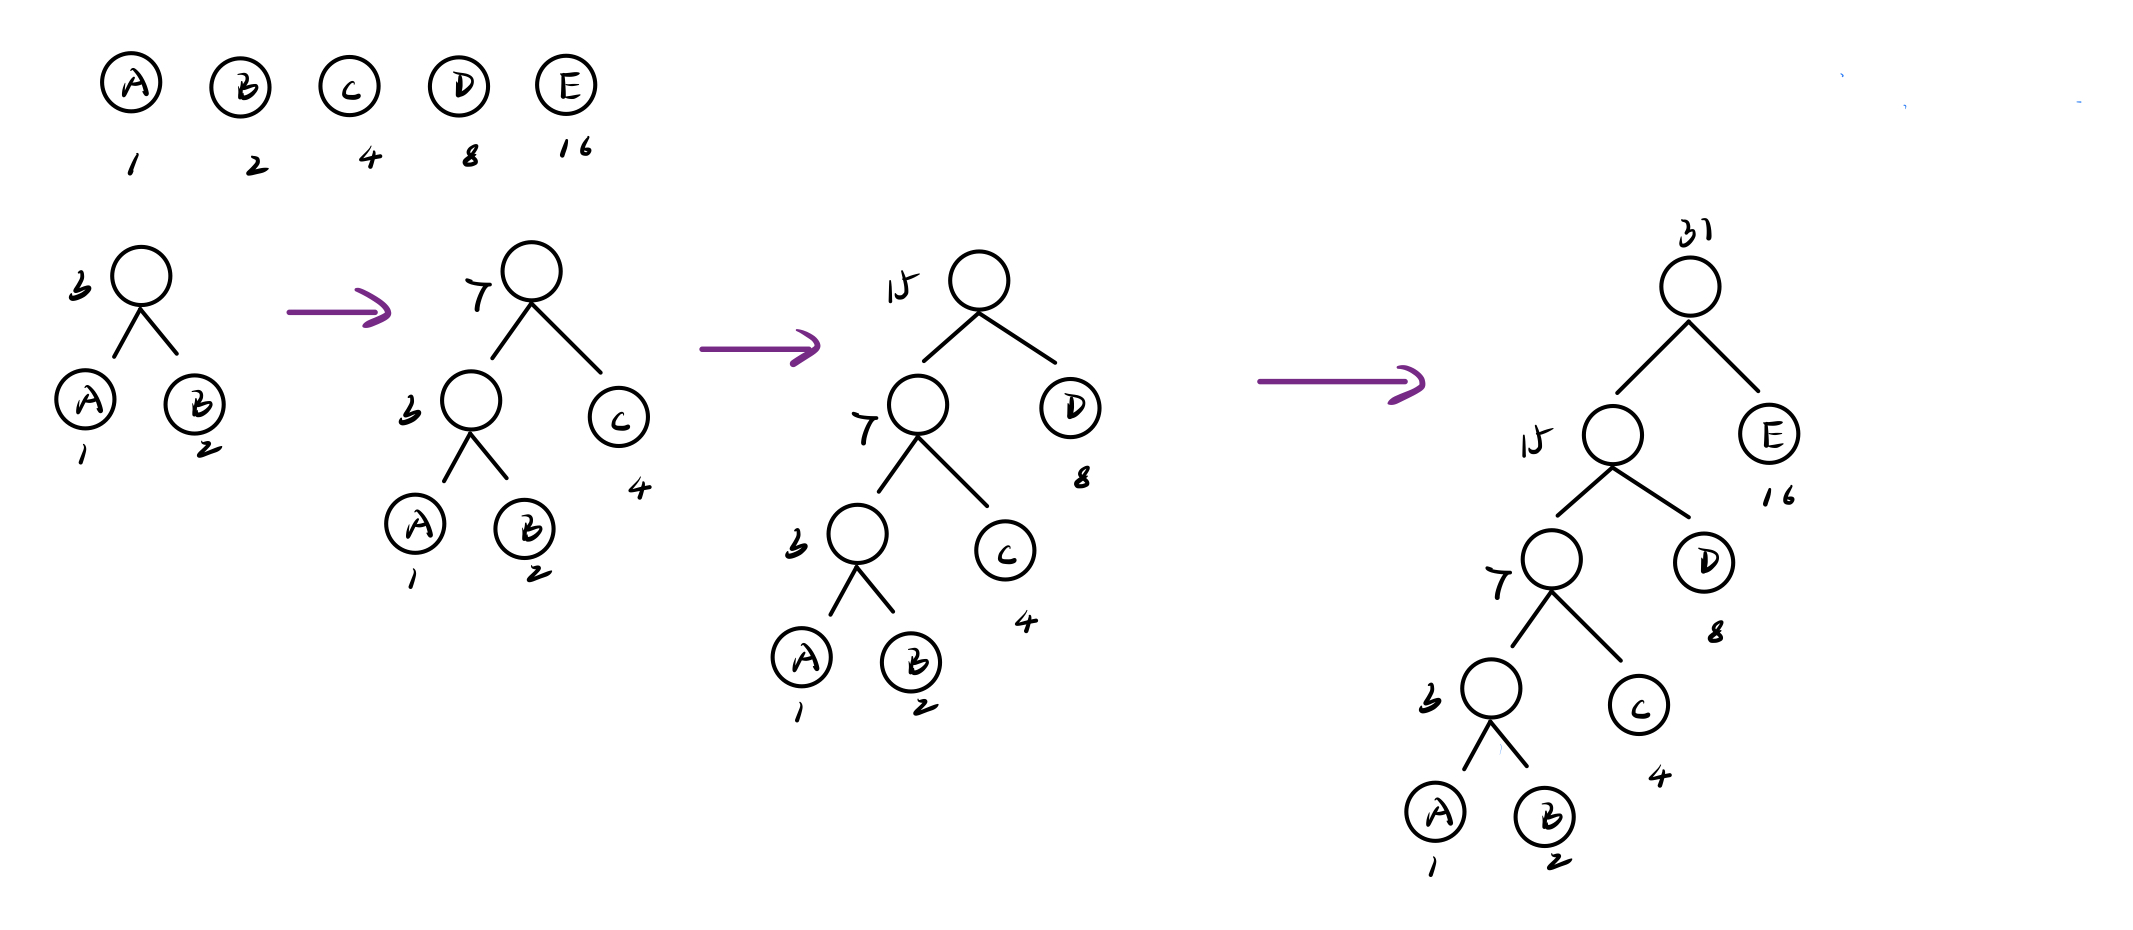 A B C D E
1 2 4 8 16
31
3 7 15
A B 3 C 7 D 15 E
1 2 4 8 16
A B 3 C 7 D
1 2 4 8
A B 3 C
1 2 4
A B
1 2